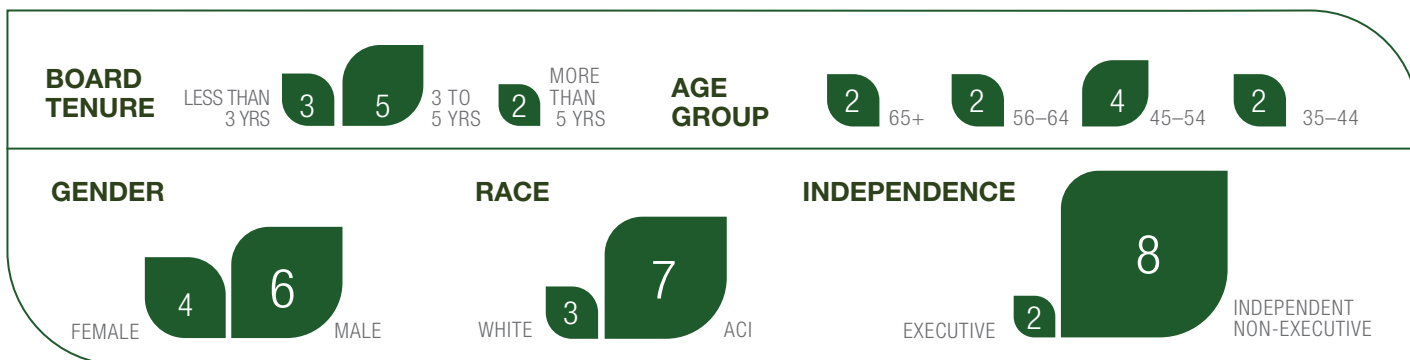 BOARD
TENURE
LESS THAN
3 YRS
3
5
3 TO
5 YRS
2
MORE
THAN
5 YRS
AGE
GROUP
2
65+
2
56–64
4
45–54
2
35–44
GENDER
FEMALE
4
6
MALE
RACE
WHITE
3
7
ACI
INDEPENDENCE
EXECUTIVE
2
8
INDEPENDENT
NON-EXECUTIVE